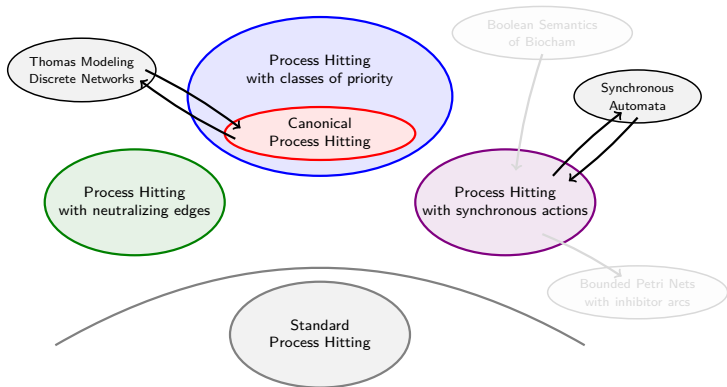 Thomas Modeling
Discrete Networks
Process Hitting
with classes of priority
Canonical
Process Hitting
Boolean Semantics
of Biocham
Synchronous
Automata
Process Hitting
with neutralizing edges
Process Hitting
with synchronous actions
Bounded Petri Nets
with inhibitor arcs
Standard
Process Hitting